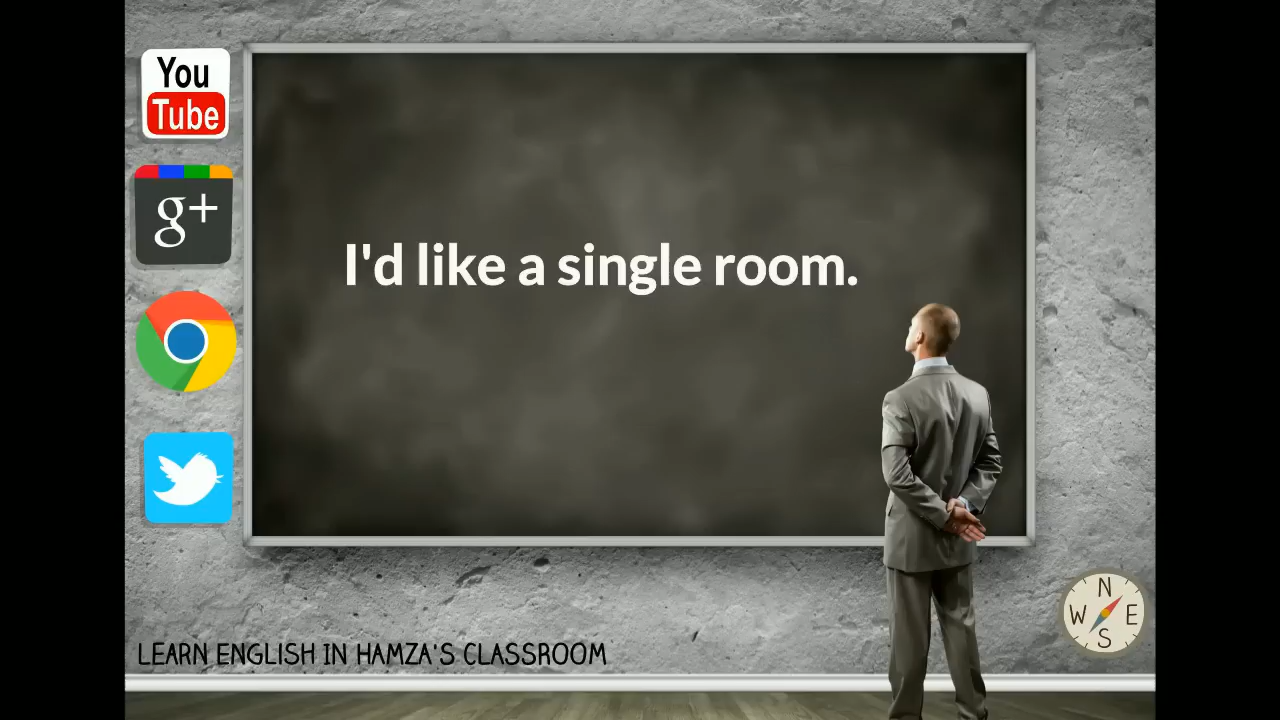 You
Tube
g+
I'd like a single room.
N
W E
S
LEARN ENGLISH IN HAMZA'S CLASSROOM